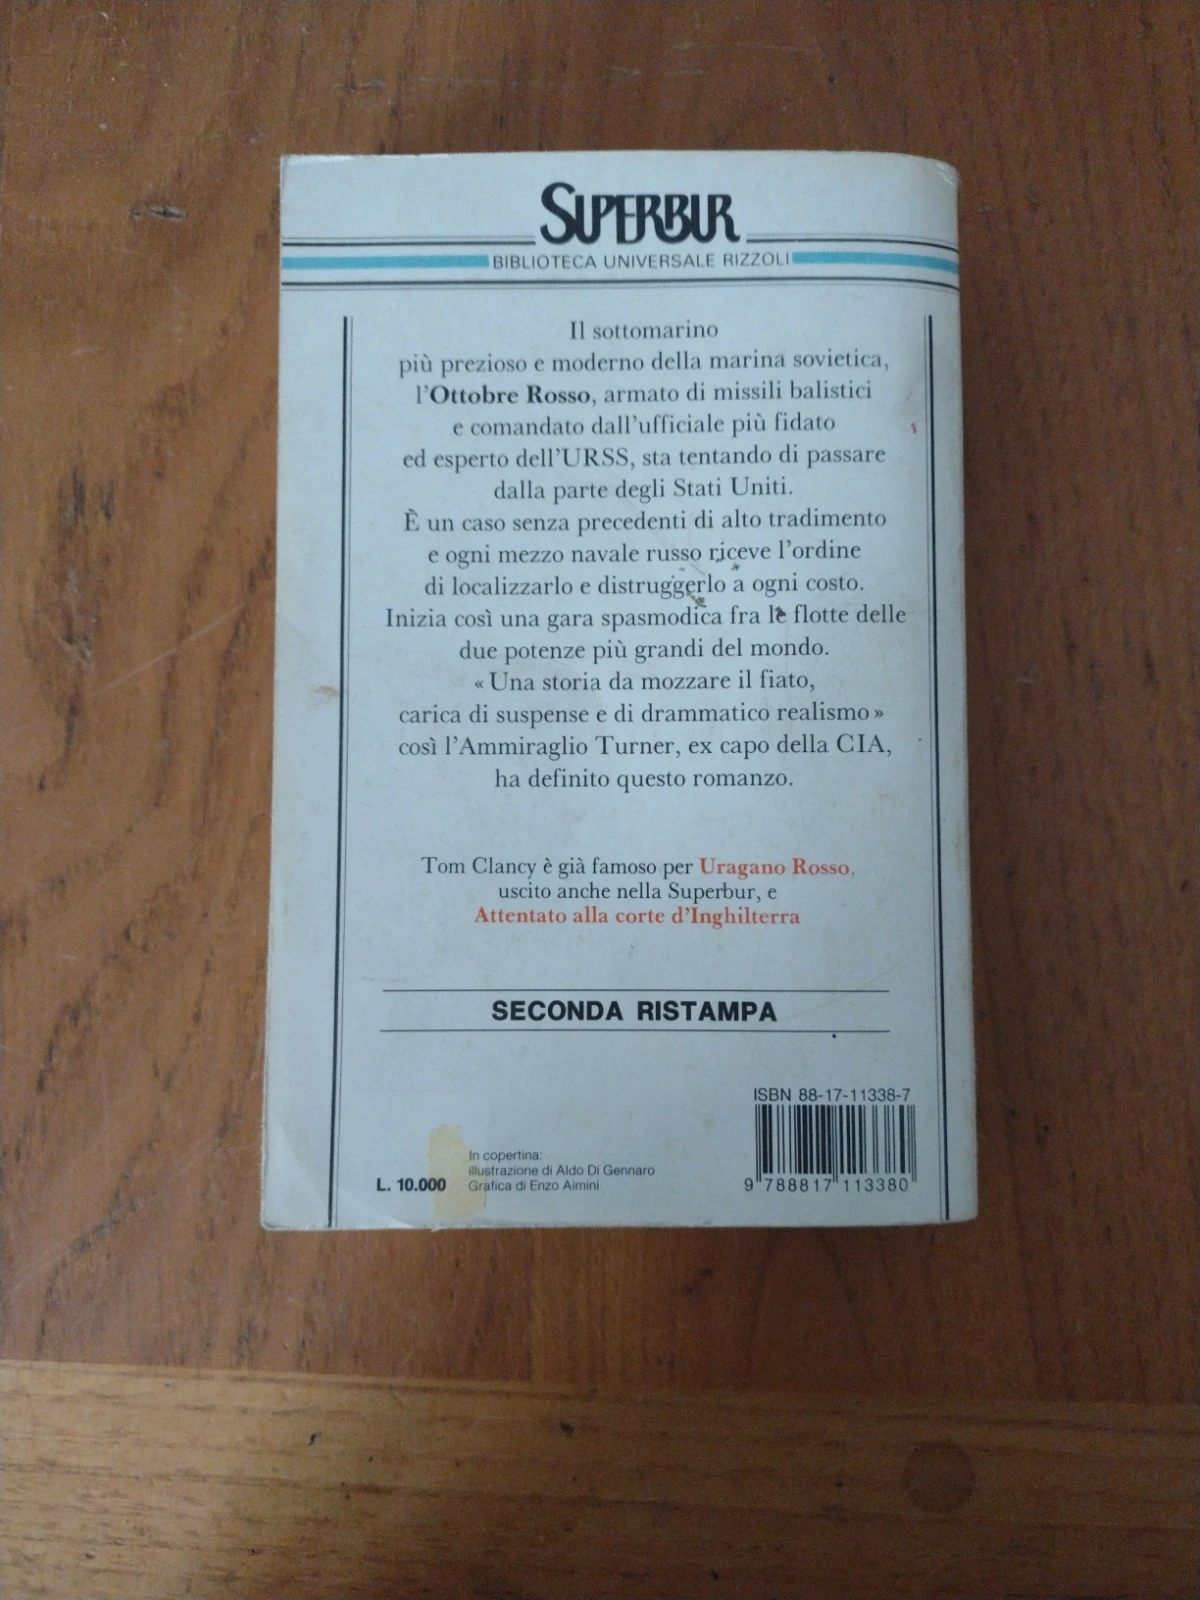 SUPERBUR
BIBLIOTECA UNIVERSALE RIZZOLI
Il sottomarino
più prezioso e moderno della marina sovietica,
l'Ottobre Rosso, armato di missili balistici
e comandato dall'ufficiale più fidato
ed esperto dell'URSS, sta tentando di passare
dalla parte degli Stati Uniti.
È un caso senza precedenti di alto tradimento
e ogni mezzo navale russo riceve l'ordine
di localizzarlo e distruggerlo a ogni costo.
Inizia così una gara spasmodica fra le flotte delle
due potenze più grandi del mondo.
« Una storia da mozzare il fiato,
carica di suspense e di drammatico realismo »
così l'Ammiraglio Turner, ex capo della CIA,
ha definito questo romanzo.
Tom Clancy è già famoso per Uragano Rosso,
uscito anche nella Superbur, e
Attentato alla corte d'Inghilterra
SECONDA RISTAMPA
ISBN 88-17-11338-7
In copertina:
illustrazione di Aldo Di Gennaro
L. 10.000 Grafica di Enzo Aimini
9 788817 113380